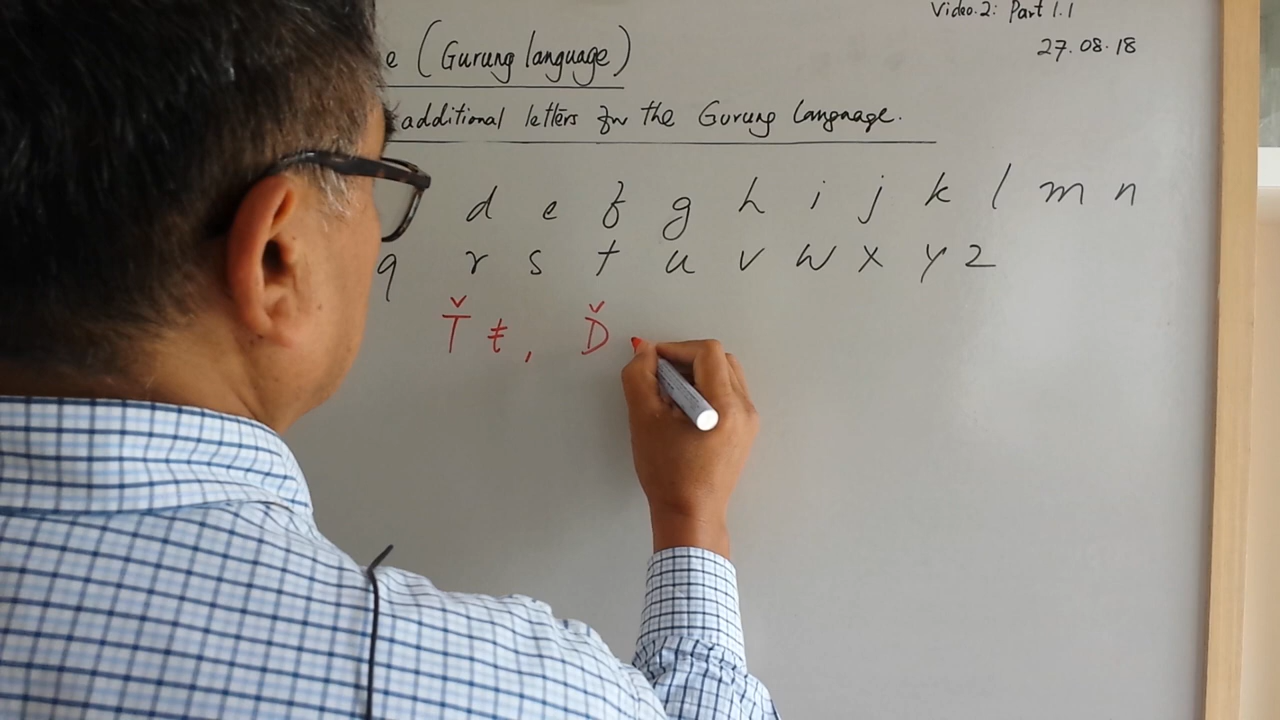 Video.2: Part 1.1
27.08.18
e (Gurung language)
additional letters for the Gurung Language.
d e f g h i j k l m n
q r s t u v w x y z
Ť ŧ, Ď